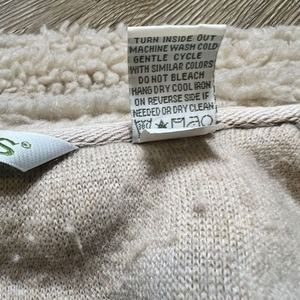 TURN INSIDE OUT
MACHINE WASH COLD
GENTLE CYCLE
WITH SIMILAR COLORS
DO NOT BLEACH
HANG DRY COOL IRON
ON REVERSE SIDE IF
NEEDED OR DRY CLEAN